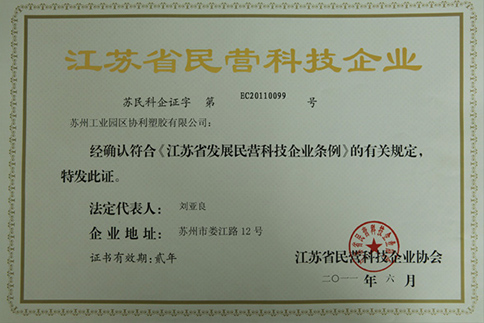 江苏省民营科技企业
苏民科企证字 第 EC20110099 号
苏州工业园区协利塑胶有限公司：
经确认符合《江苏省发展民营科技企业条例》的有关规定，
特发此证。
法定代表人： 刘亚良
企业地址： 苏州市娄江路12号
证书有效期：贰年
江苏省民营科技企业协会
二〇一一 年 六 月